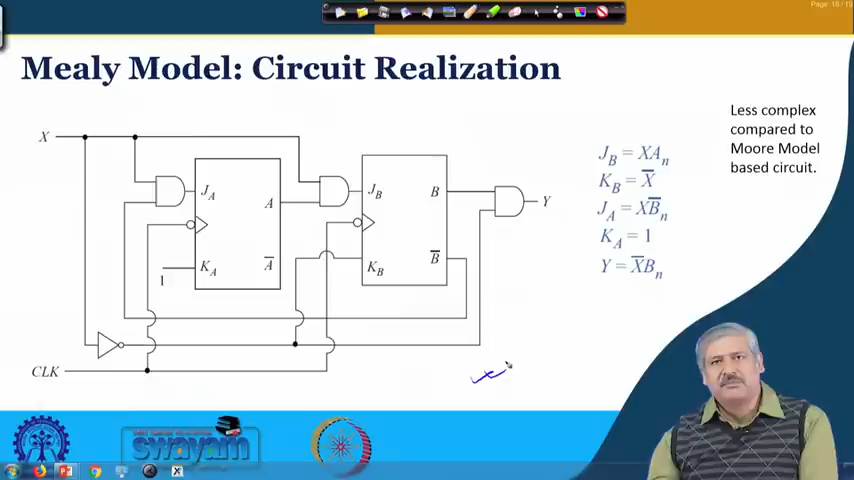 Page: 18 / 19
Mealy Model: Circuit Realization
Less complex
compared to
Moore Model
based circuit.
X
J_A
A
K_A
A̅
1
J_B
B
K_B
B̅
Y
CLK
J_B = XA_n
K_B = X̅
J_A = XB̅_n
K_A = 1
Y = X̅B_n
swayam